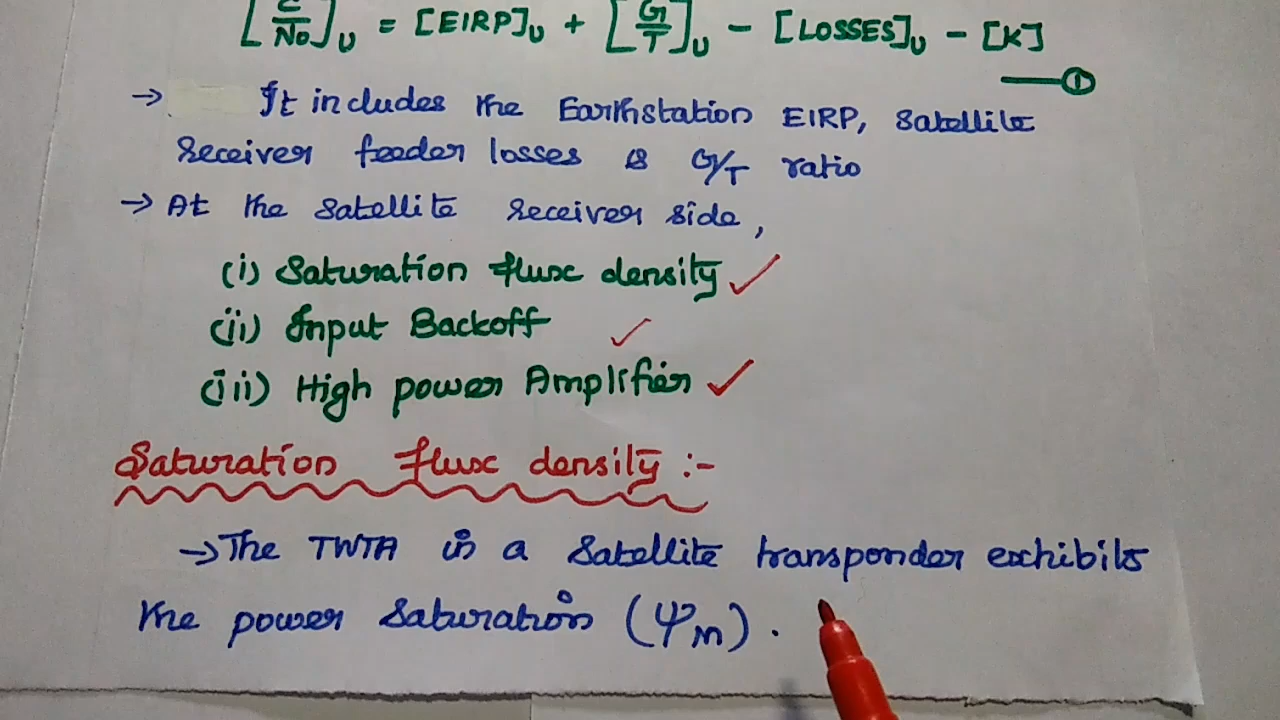 [C/No]U = [EIRP]U + [G/T]U - [LOSSES]U - [K]
①
→ It includes the Earthstation EIRP, Satellite
receiver feeder losses & G/T ratio
→ At the Satellite receiver side,
(i) Saturation flux density ✓
(ii) Input Backoff ✓
(iii) High power Amplifier ✓
Saturation flux density :-
→ The TWTA in a Satellite transponder exhibits
the power Saturation (ΨM).